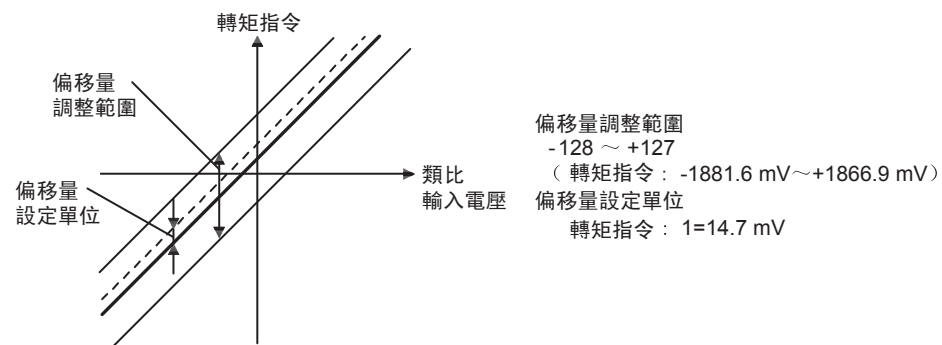 轉矩指令
偏移量
調整範圍
偏移量
設定單位
類比
輸入電壓
偏移量調整範圍
-128 ～ +127
（ 轉矩指令： -1881.6 mV～+1866.9 mV）
偏移量設定單位
轉矩指令： 1=14.7 mV